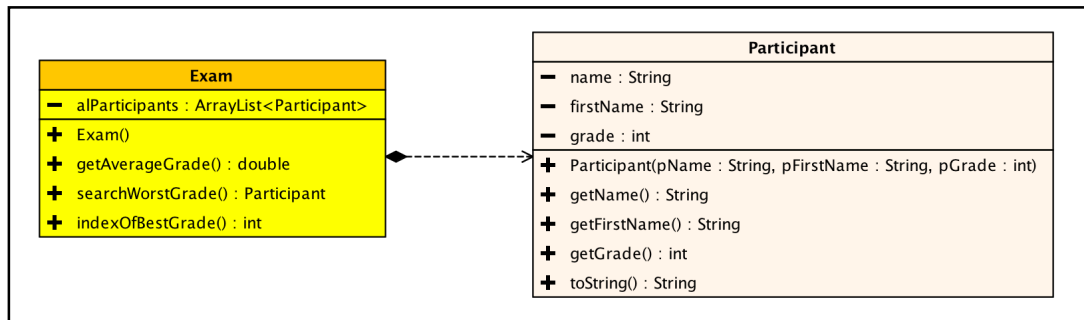 Exam
− alParticipants : ArrayList<Participant>
+ Exam()
+ getAverageGrade() : double
+ searchWorstGrade() : Participant
+ indexOfBestGrade() : int
Participant
− name : String
− firstName : String
− grade : int
+ Participant(pName : String, pFirstName : String, pGrade : int)
+ getName() : String
+ getFirstName() : String
+ getGrade() : int
+ toString() : String